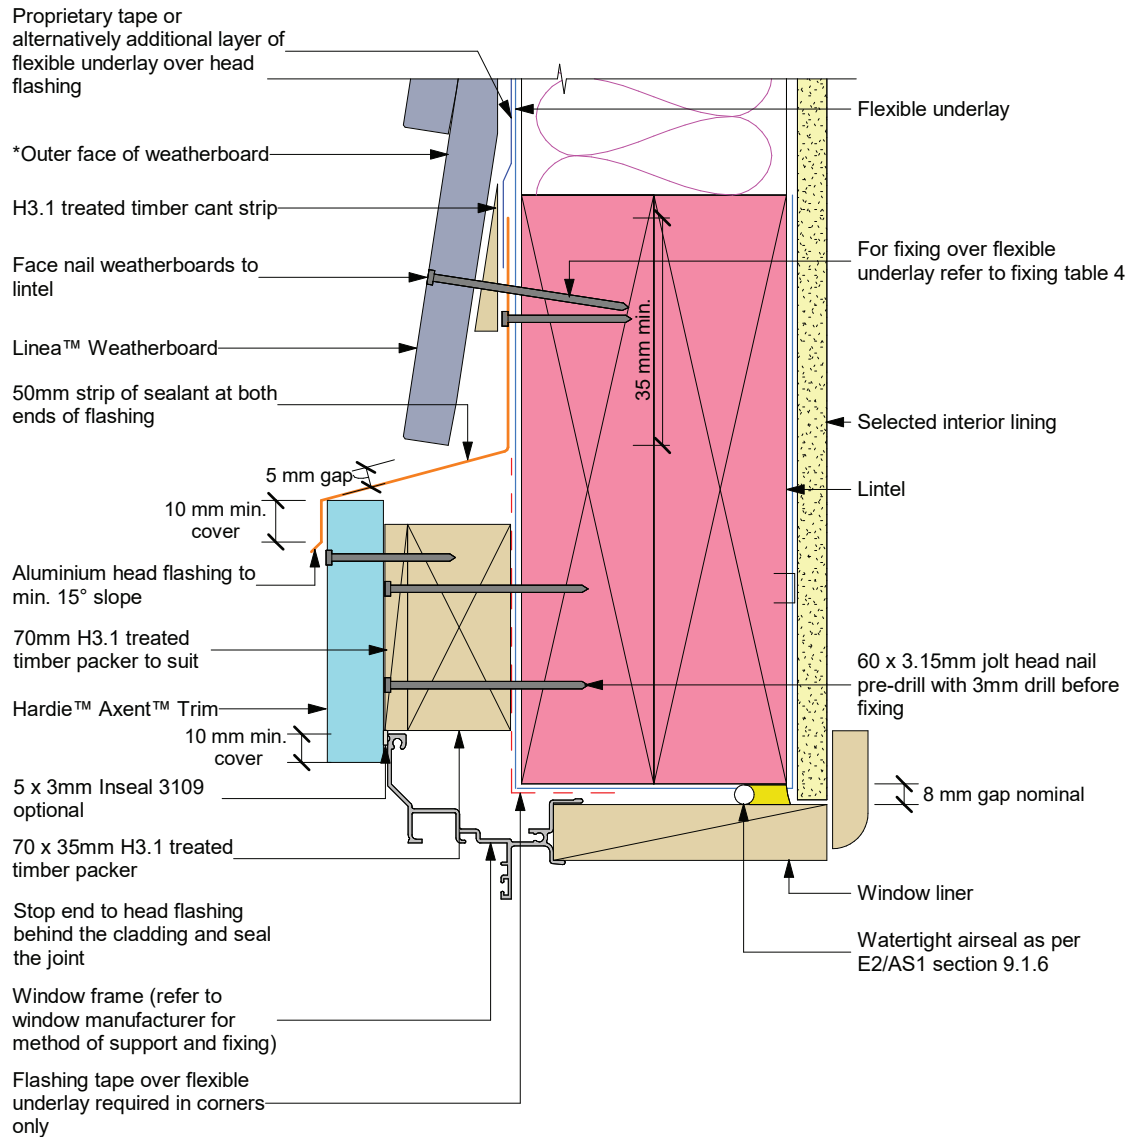 Proprietary tape or
alternatively additional layer of
flexible underlay over head
flashing
*Outer face of weatherboard
H3.1 treated timber cant strip
Face nail weatherboards to
lintel
Linea™ Weatherboard
50mm strip of sealant at both
ends of flashing
5 mm gap
10 mm min.
cover
Aluminium head flashing to
min. 15° slope
70mm H3.1 treated
timber packer to suit
Hardie™ Axent™ Trim
10 mm min.
cover
5 x 3mm Inseal 3109
optional
70 x 35mm H3.1 treated
timber packer
Stop end to head flashing
behind the cladding and seal
the joint
Window frame (refer to
window manufacturer for
method of support and fixing)
Flashing tape over flexible
underlay required in corners
only
35 mm min.
Flexible underlay
For fixing over flexible
underlay refer to fixing table 4
Selected interior lining
Lintel
60 x 3.15mm jolt head nail
pre-drill with 3mm drill before
fixing
8 mm gap nominal
Window liner
Watertight airseal as per
E2/AS1 section 9.1.6